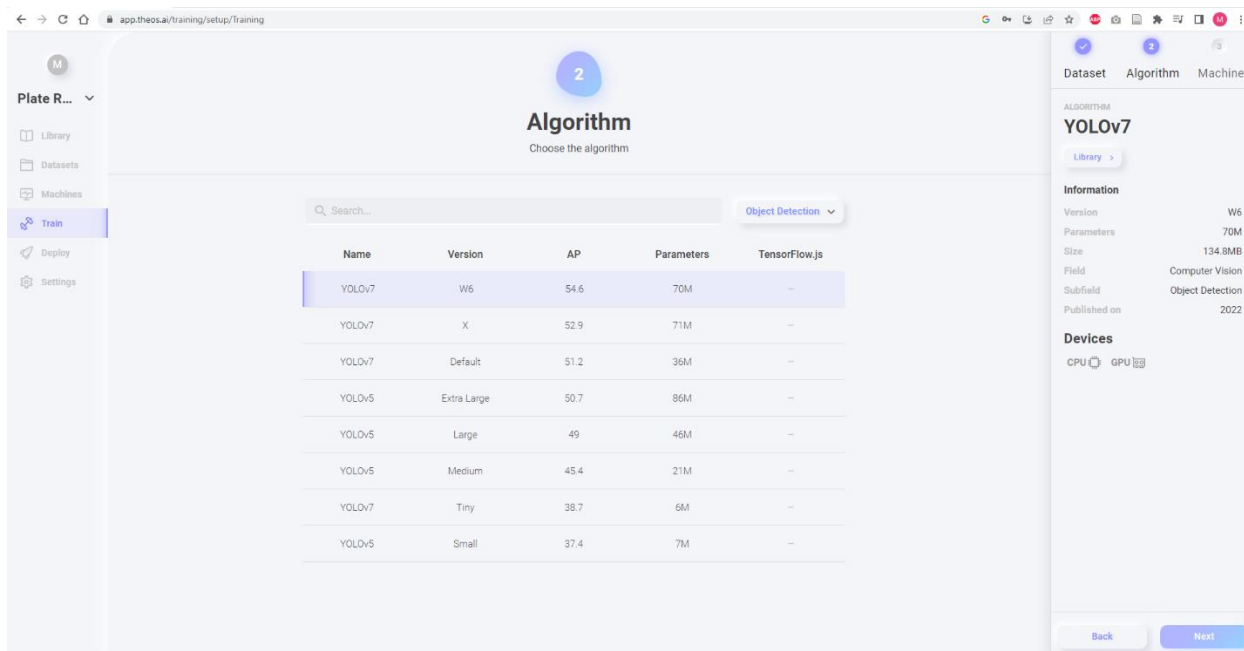 app.theos.ai/training/setup/Training
M
Plate R...
Library
Datasets
Machines
Train
Deploy
Settings
2
Algorithm
Choose the algorithm
Search...
Object Detection
Name Version AP Parameters TensorFlow.js
YOLOv7 W6 54.6 70M –
YOLOv7 X 52.9 71M –
YOLOv7 Default 51.2 36M –
YOLOv5 Extra Large 50.7 86M –
YOLOv5 Large 49 46M –
YOLOv5 Medium 45.4 21M –
YOLOv7 Tiny 38.7 6M –
YOLOv5 Small 37.4 7M –
G ABP M
2 3
Dataset Algorithm Machine
ALGORITHM
YOLOv7
Library >
Information
Version W6
Parameters 70M
Size 134.8MB
Field Computer Vision
Subfield Object Detection
Published on 2022
Devices
CPU GPU
Back Next